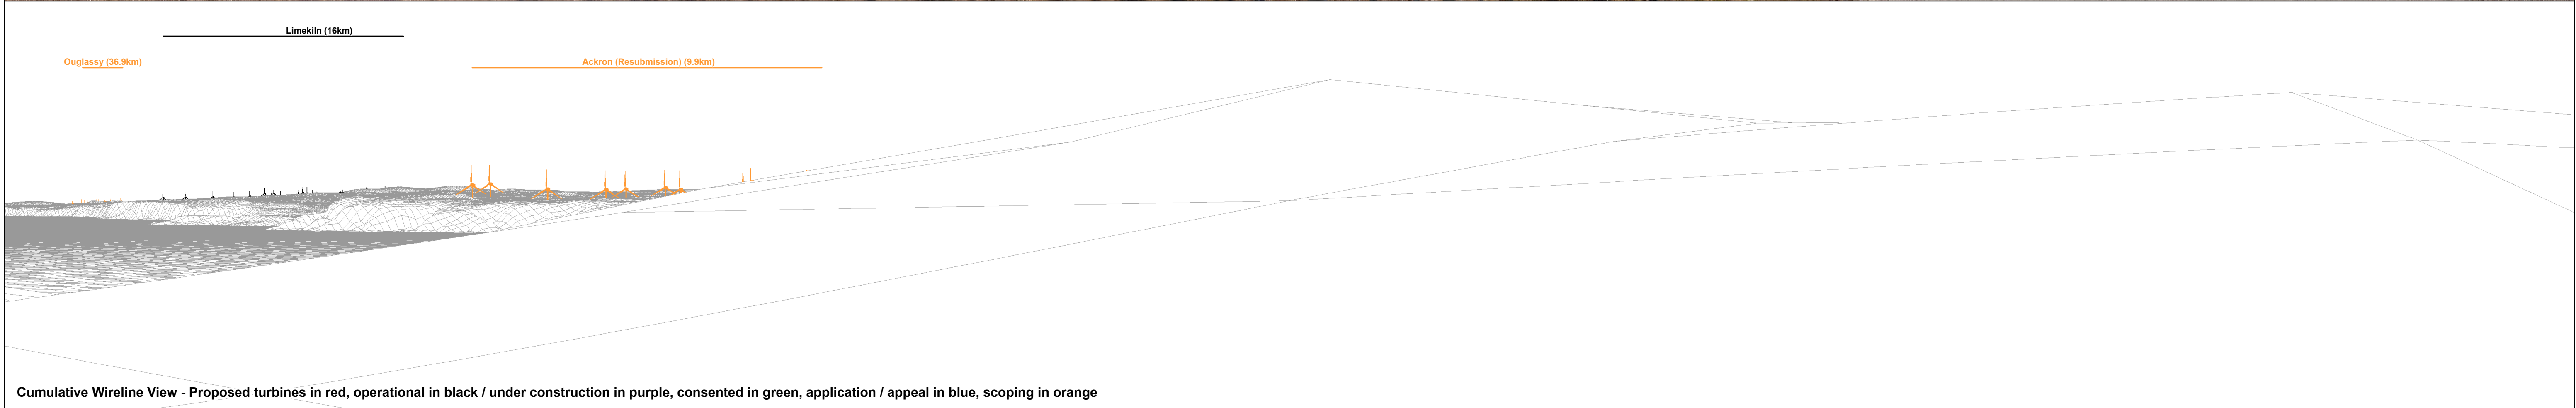 Limekiln (16km)
Ouglassy (36.9km)
Ackron (Resubmission) (9.9km)
Cumulative Wireline View - Proposed turbines in red, operational in black / under construction in purple, consented in green, application / appeal in blue, scoping in orange